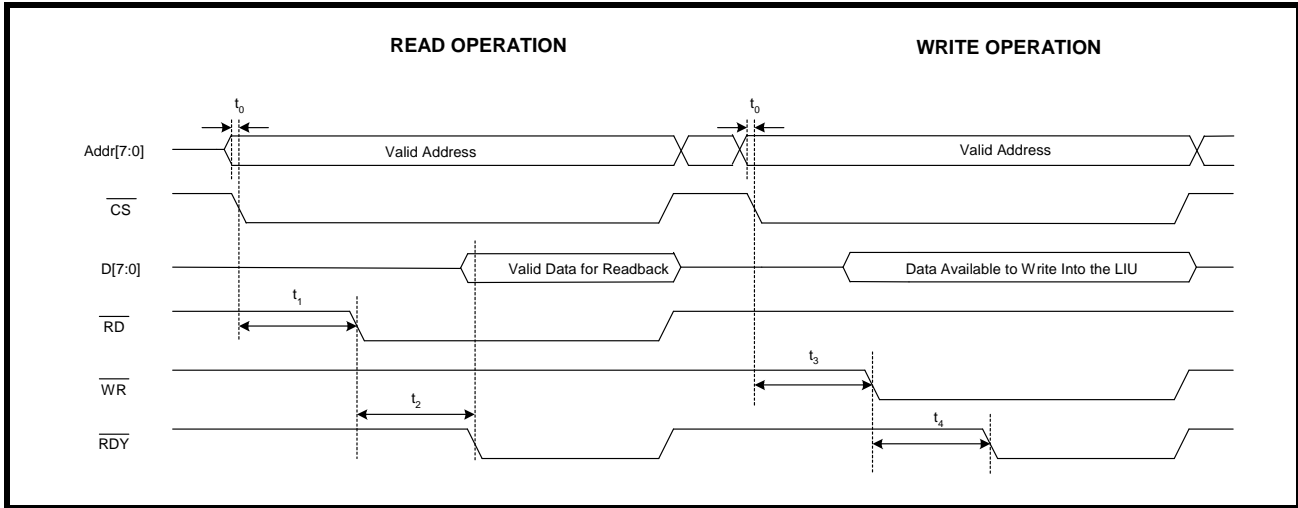 READ OPERATION WRITE OPERATION
t0 t0
Addr[7:0] Valid Address Valid Address
CS
D[7:0] Valid Data for Readback Data Available to Write Into the LIU
t1
RD
t3
WR
t2 t4
RDY